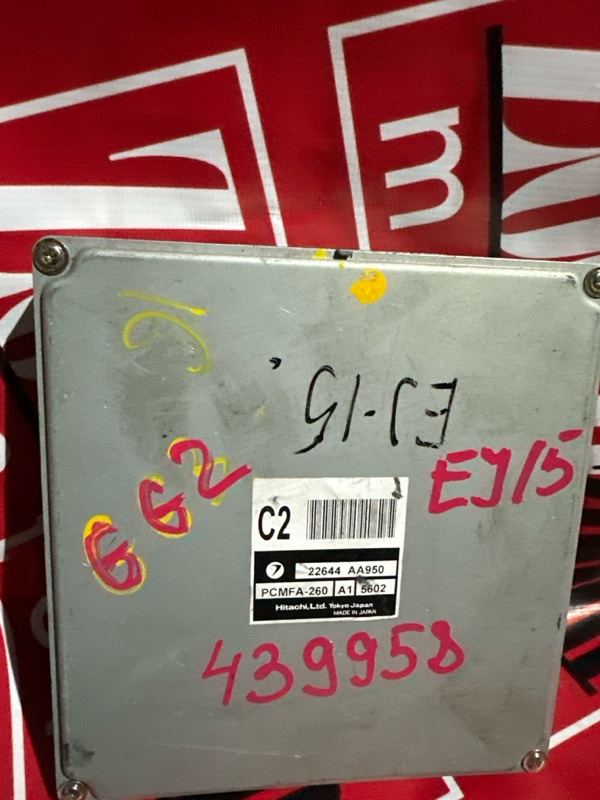 EJ-15
GG2
EJ15
C2
22644 AA950
PCMFA-260 A1 5602
Hitachi,Ltd. Tokyo Japan
MADE IN JAPAN
439958